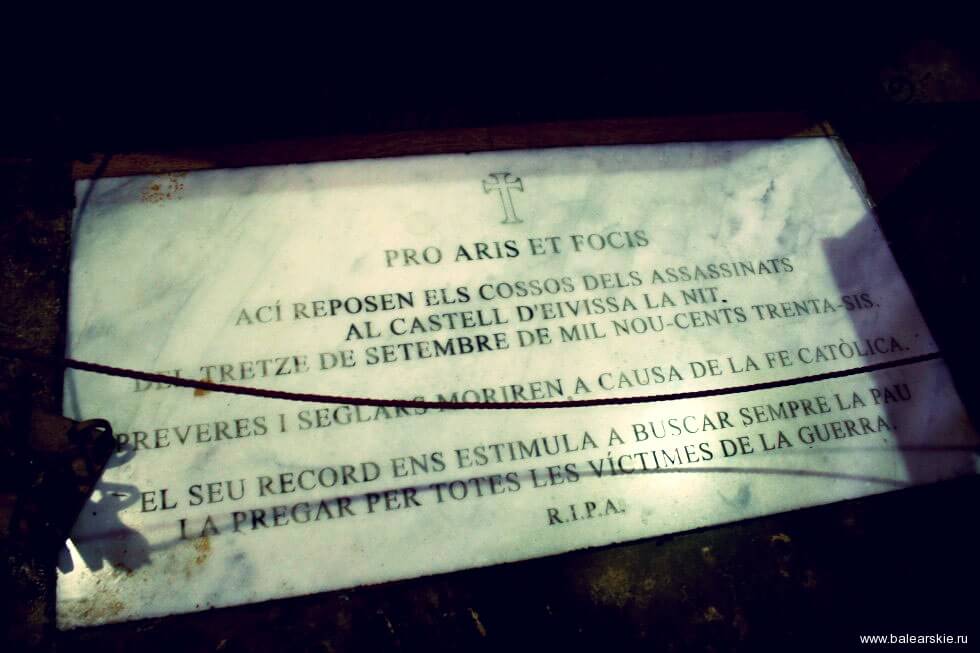 PRO ARIS ET FOCIS
ACÍ REPOSEN ELS COSSOS DELS ASSASSINATS
AL CASTELL D'EIVISSA LA NIT.
DEL TRETZE DE SETEMBRE DE MIL NOU-CENTS TRENTA-SIS.
PREVERES I SEGLARS MORIREN A CAUSA DE LA FE CATÒLICA.
EL SEU RECORD ENS ESTIMULA A BUSCAR SEMPRE LA PAU
I A PREGAR PER TOTES LES VÍCTIMES DE LA GUERRA.
R.I.P.A.
www.balearskie.ru